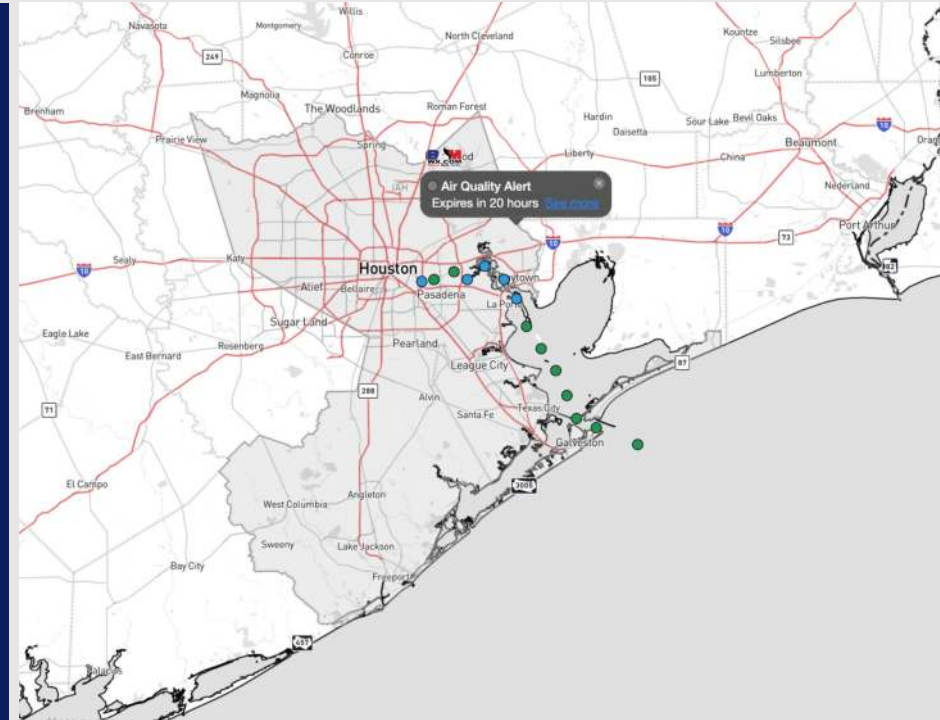 Willis
Navasota
Montgomery
North Cleveland
Kountze
Silsbee
249
Conroe
105
Lumberton
Magnolia
Brenham
The Woodlands
Roman Forest
Hardin
Sour Lake
Bevil Oaks
10
Daisetta
Prairie View
Spring
Beaumont
Liberty
China
IAH
WX.COM
Air Quality Alert
Expires in 20 hours See more
Nederland
Port Arthur
10
73
10
Sealy
Katy
Houston
Alief
Bellaire
Pasadena
Sugar Land
Eagle Lake
Pearland
East Bernard
Rosenberg
League City
87
288
Alvin
71
Santa Fe
Texas City
Galveston
El Campo
3005
Angleton
West Columbia
Sweeny
Lake Jackson
Bay City
Freeport
457